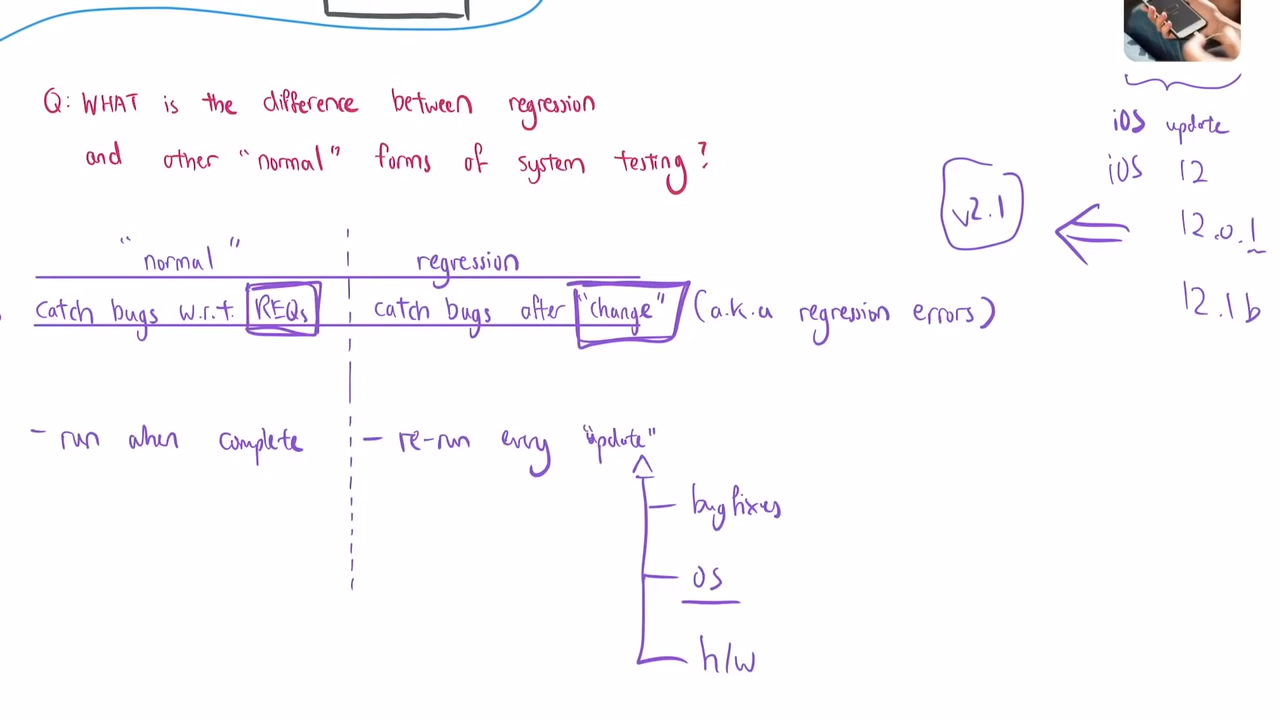 Q: WHAT is the difference between regression
and other "normal" forms of system testing?
"normal"
regression
catch bugs w.r.t. REQs
catch bugs after "change" (a.k.a regression errors)
- run when complete
- re-run every "update"
bug fixes
OS
h/w
iOS update
iOS 12
12.0.1
12.1b
v2.1